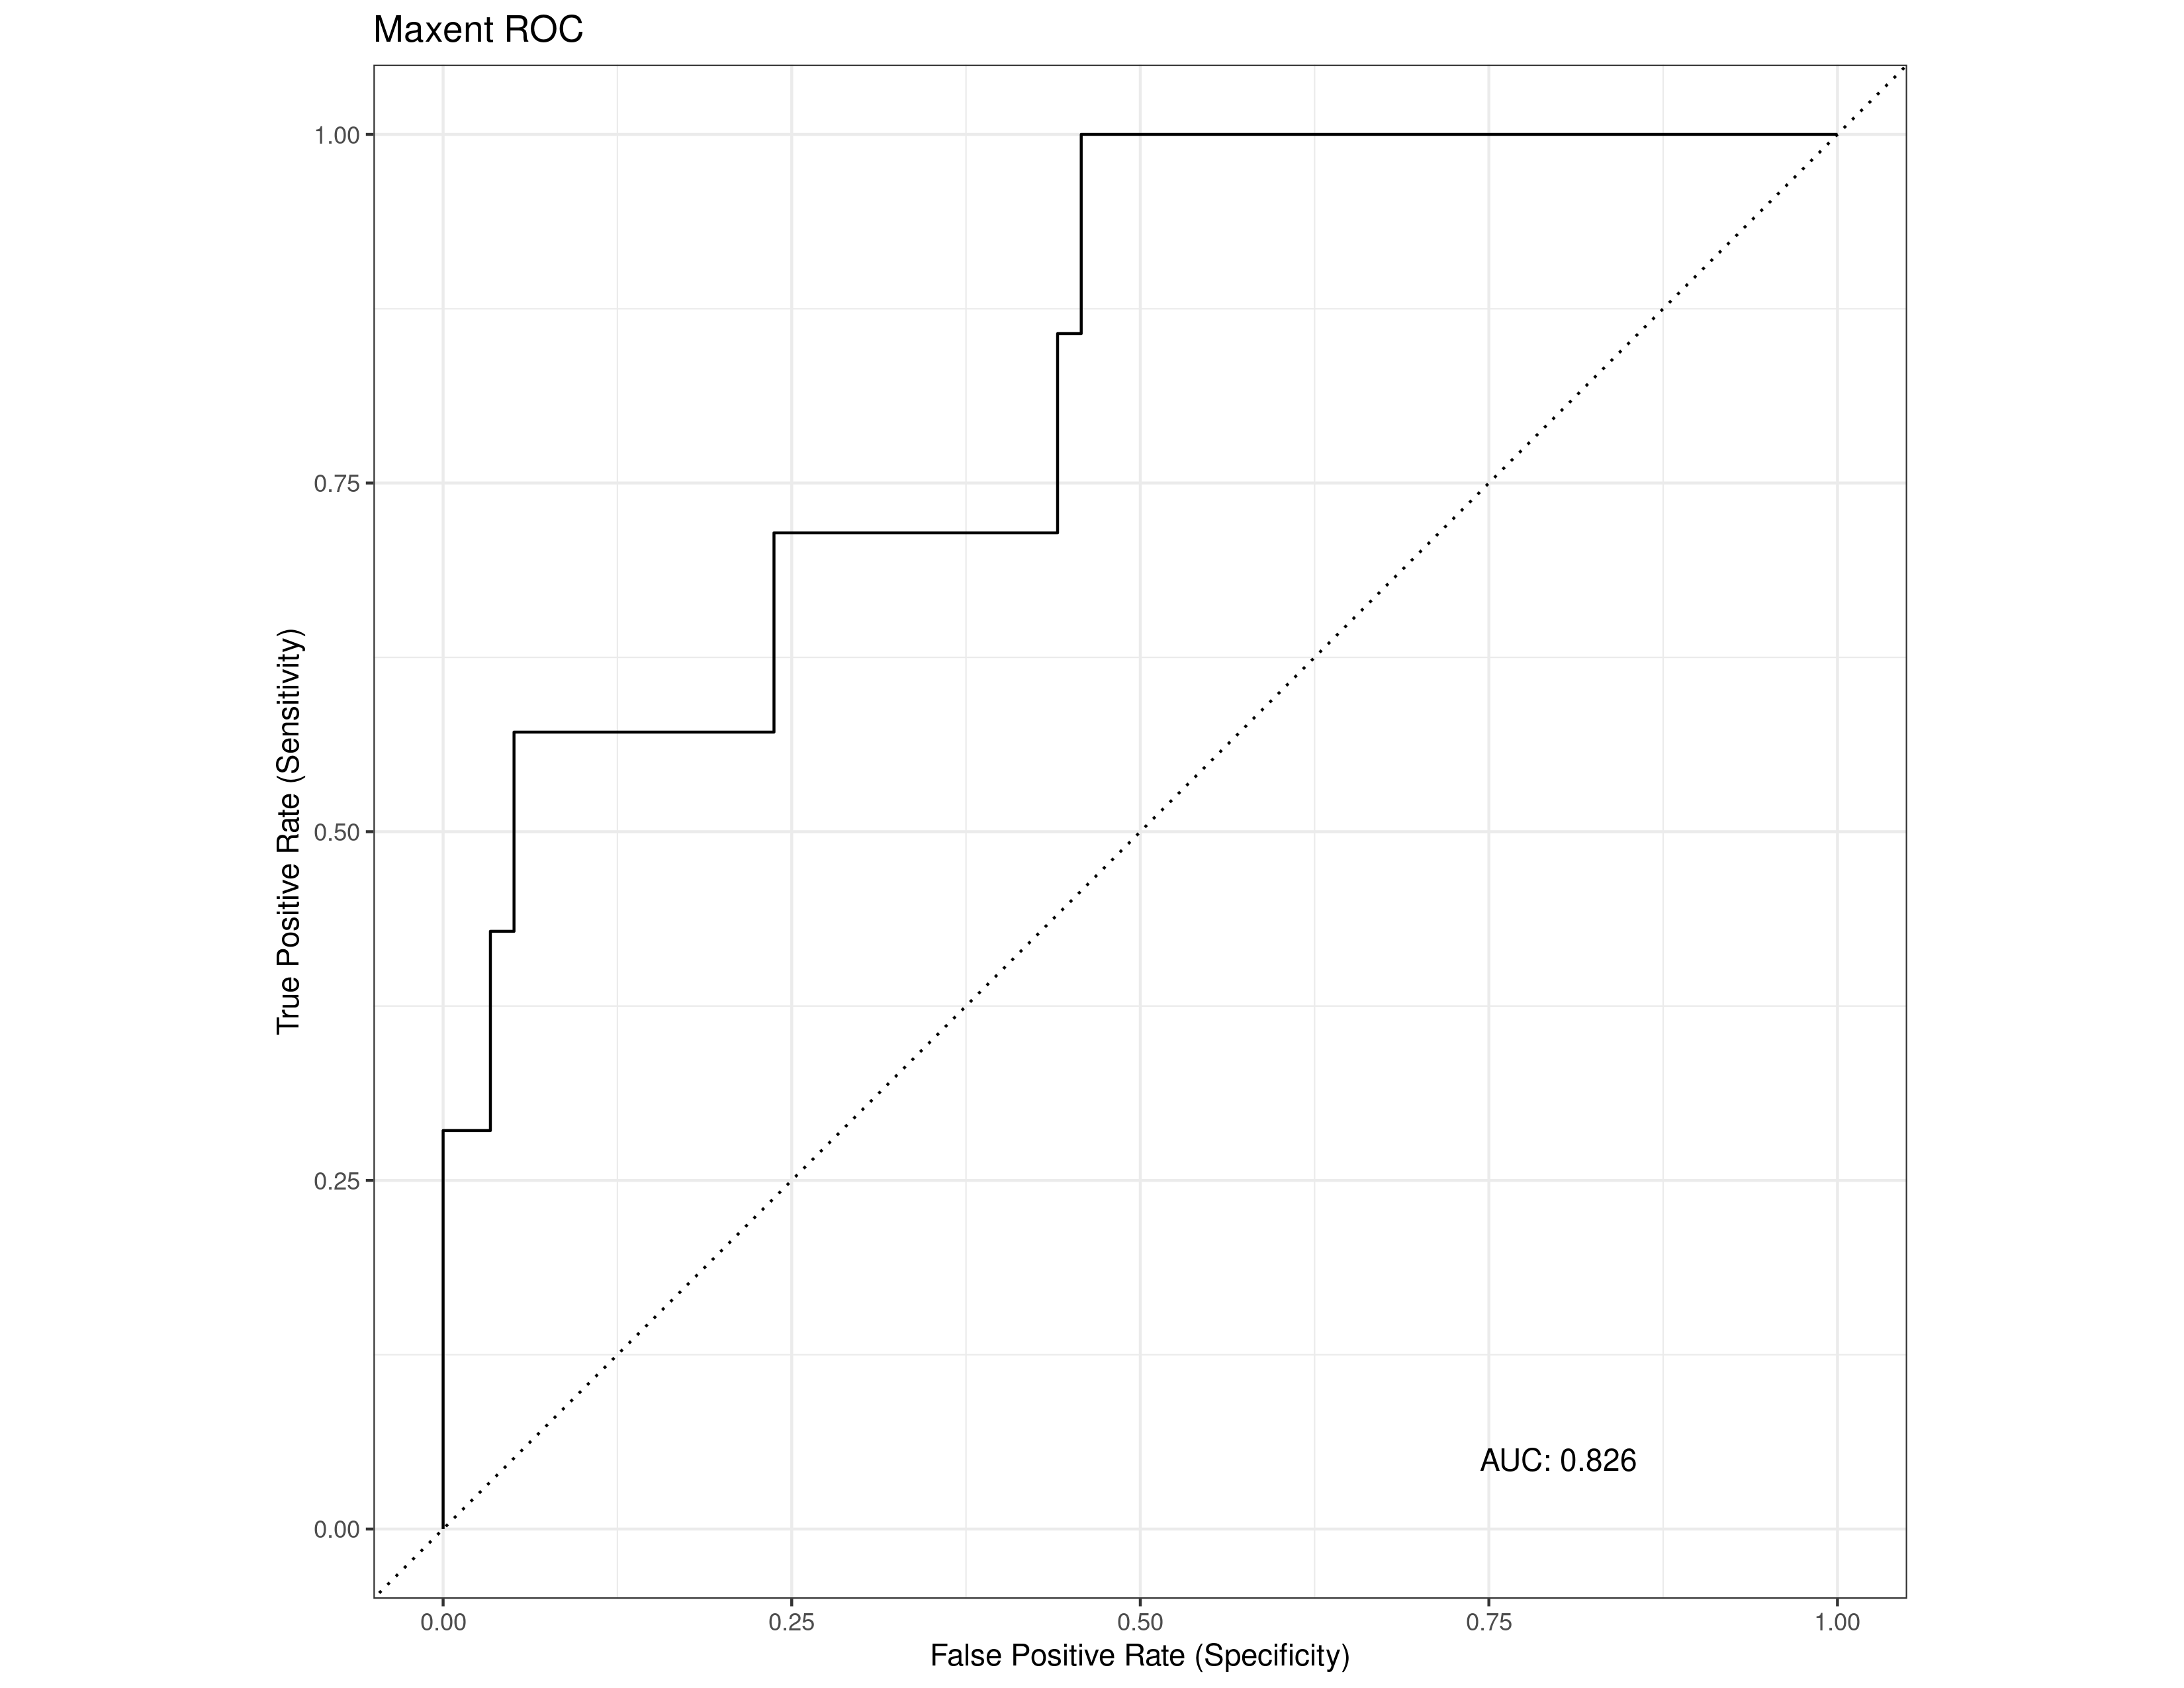 Maxent ROC
True Positive Rate (Sensitivity)
1.00
0.75
0.50
0.25
0.00
AUC: 0.826
0.00 0.25 0.50 0.75 1.00
False Positive Rate (Specificity)